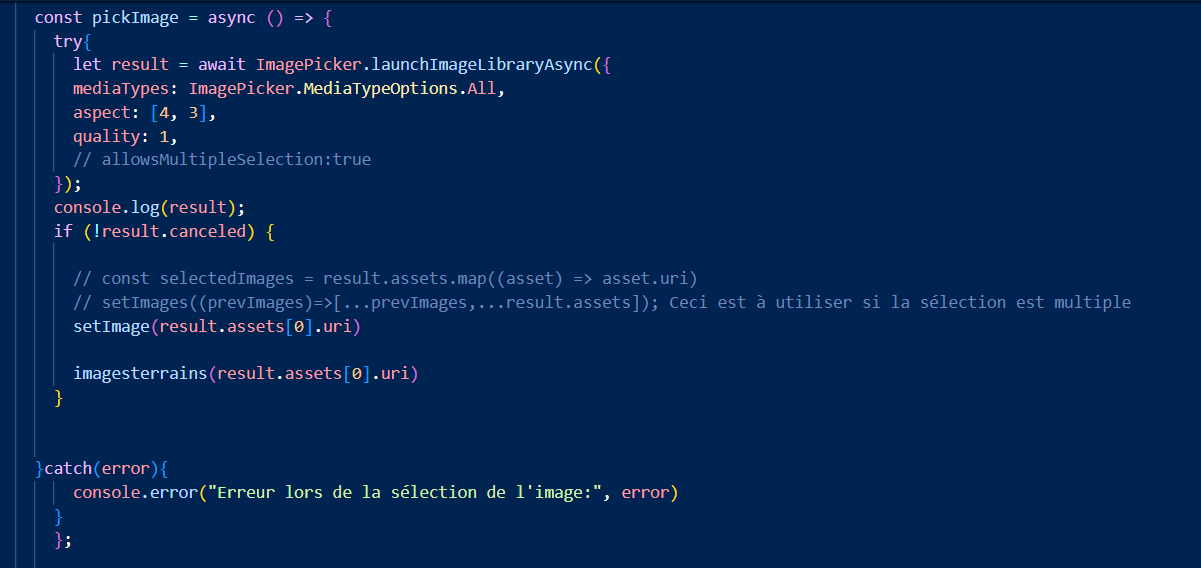 const pickImage = async () => {
try{
let result = await ImagePicker.launchImageLibraryAsync({
mediaTypes: ImagePicker.MediaTypeOptions.All,
aspect: [4, 3],
quality: 1,
// allowsMultipleSelection:true
});
console.log(result);
if (!result.canceled) {
// const selectedImages = result.assets.map((asset) => asset.uri)
// setImages((prevImages)=>[...prevImages,...result.assets]); Ceci est à utiliser si la sélection est multiple
setImage(result.assets[0].uri)
imagesterrains(result.assets[0].uri)
}
}catch(error){
console.error("Erreur lors de la sélection de l'image:", error)
}
};